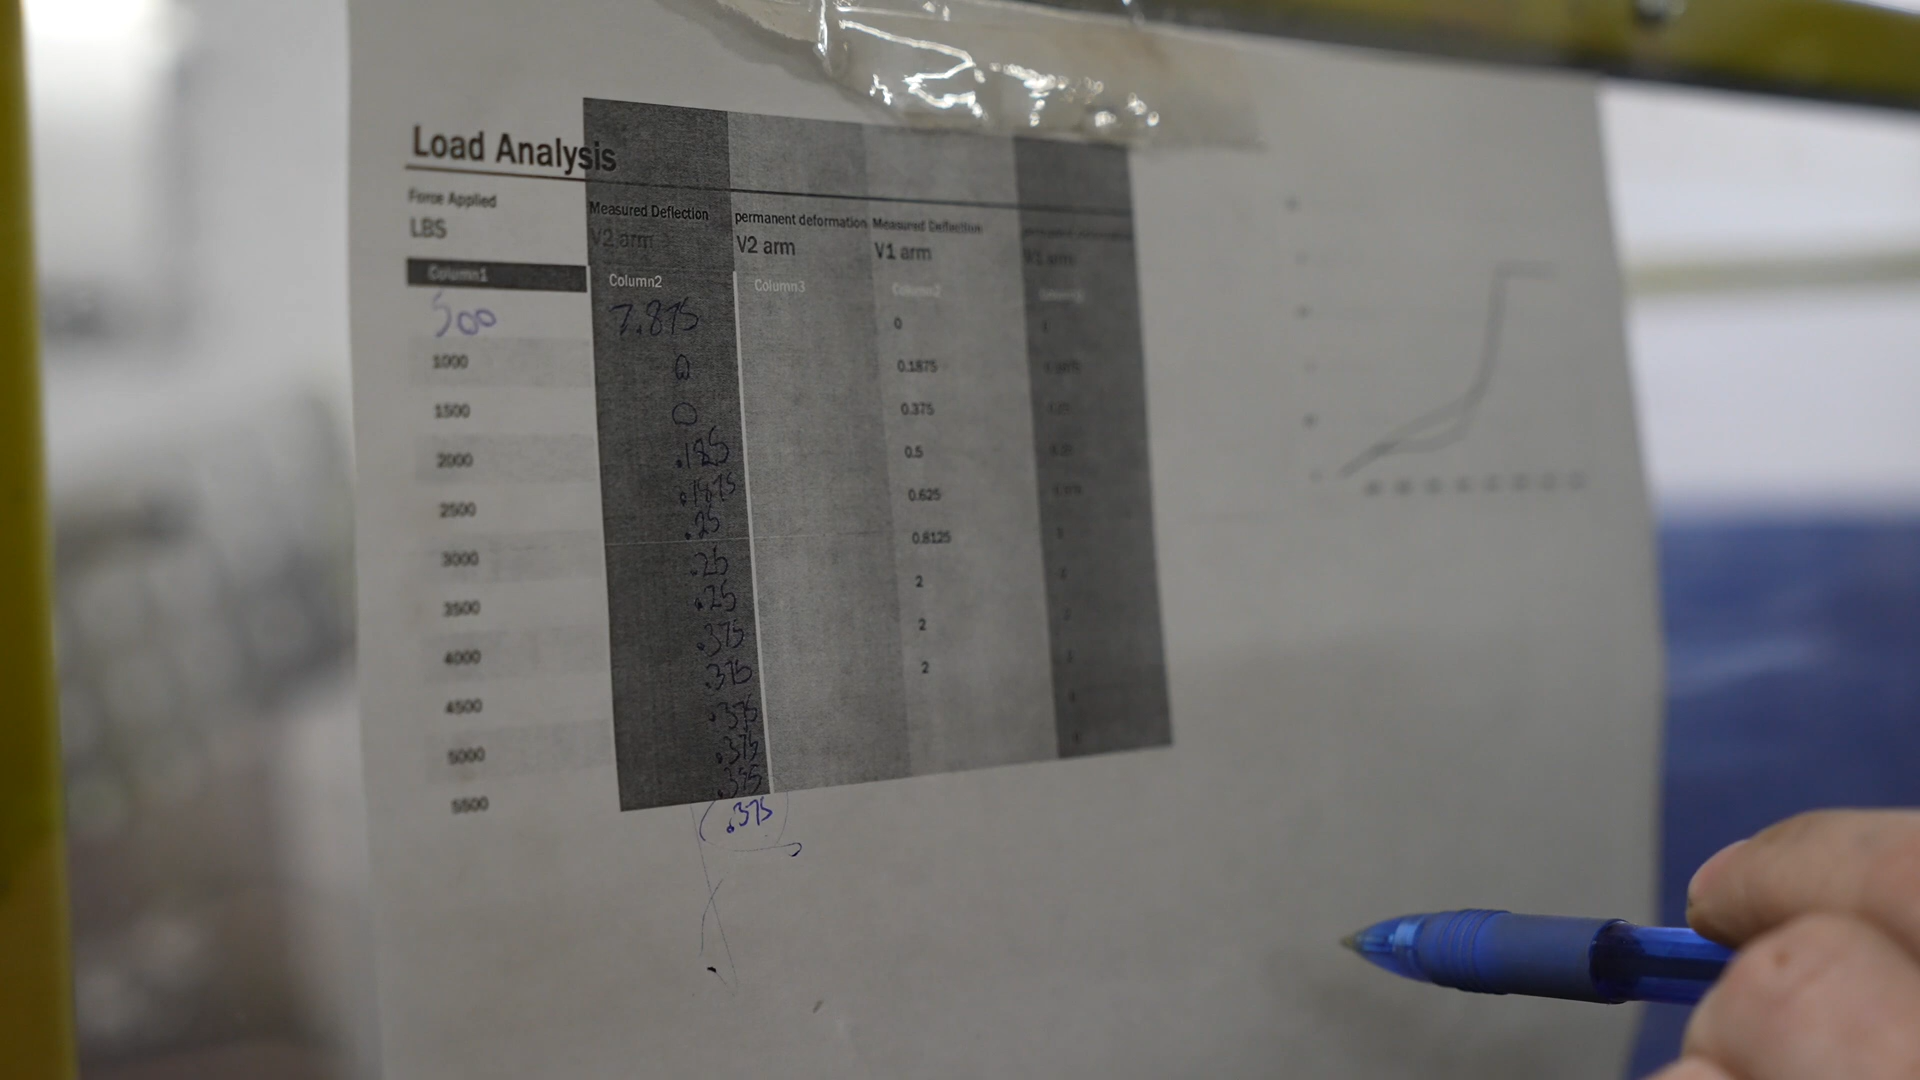 Load Analysis
Force Applied
LBS
Measured Deflection
V2 arm
permanent deformation
V2 arm
Measured Deflection
V1 arm
Column1 Column2 Column3 Column2
500 7.875 0
1000 0 0.1875
1500 0 0.375
2000 .125 0.5
2500 .1875 0.625
3000 .25 0.8125
3500 .25 2
4000 .25 2
4500 .375 2
5000 .375
5500 .375
.375
.375
.375